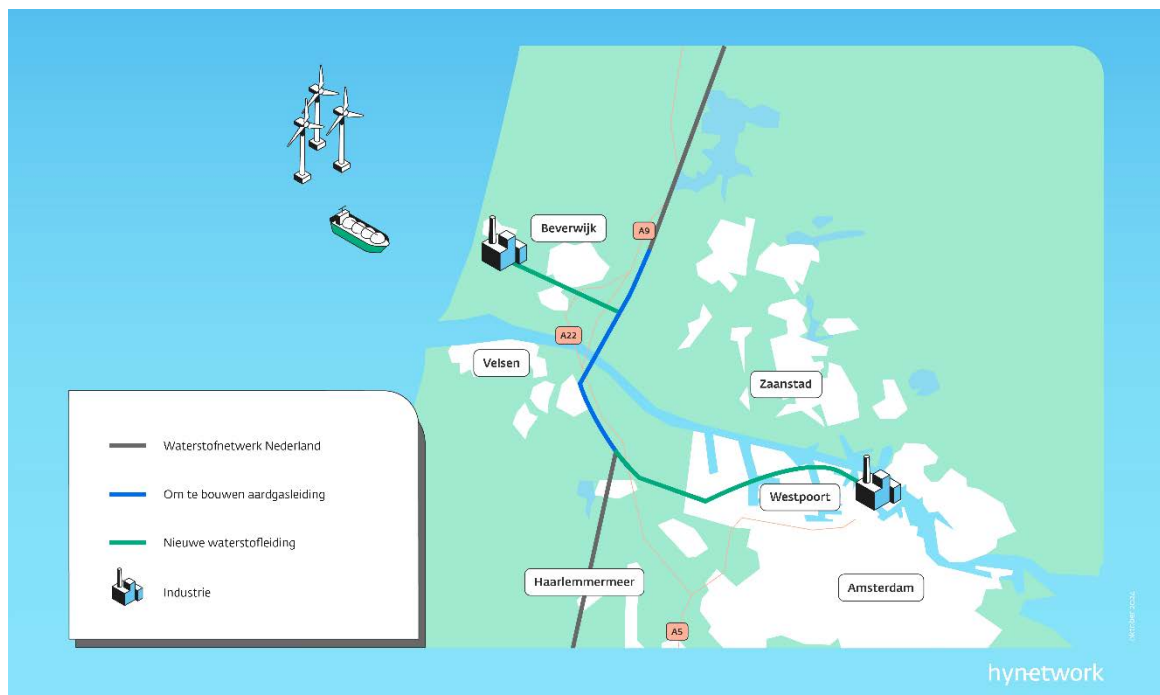 Beverwijk
A9
A22
Velsen
Zaanstad
Waterstofnetwerk Nederland
Om te bouwen aardgasleiding
Westpoort
Nieuwe waterstofleiding
Haarlemmermeer
Industrie
Amsterdam
A5
hynetwork